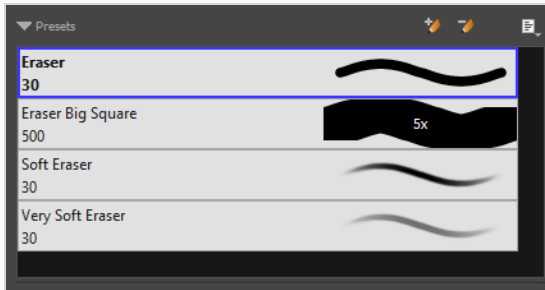 Presets
Eraser
30
Eraser Big Square
500
5x
Soft Eraser
30
Very Soft Eraser
30